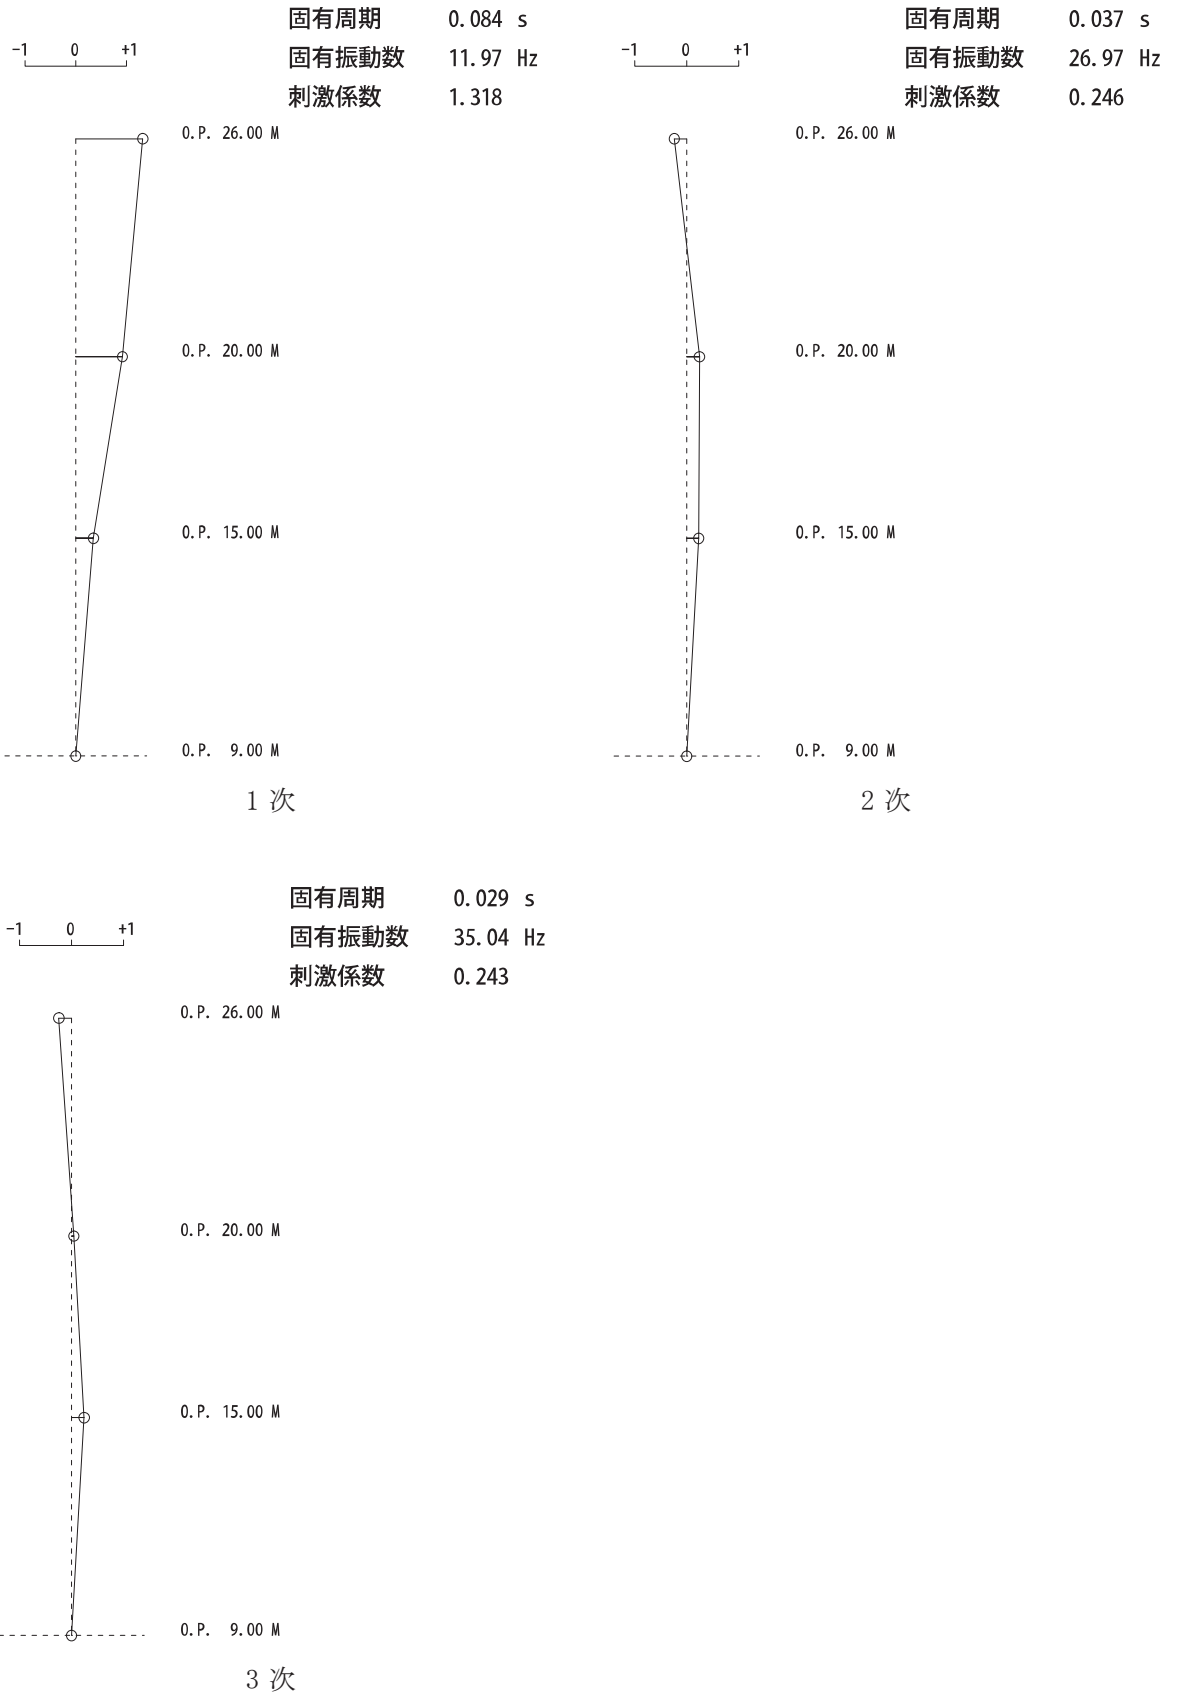 固有周期 0.084 s
固有振動数 11.97 Hz
刺激係数 1.318
-1 0 +1
O.P. 26.00 M
O.P. 20.00 M
O.P. 15.00 M
O.P. 9.00 M
1 次
固有周期 0.037 s
固有振動数 26.97 Hz
刺激係数 0.246
-1 0 +1
O.P. 26.00 M
O.P. 20.00 M
O.P. 15.00 M
O.P. 9.00 M
2 次
固有周期 0.029 s
固有振動数 35.04 Hz
刺激係数 0.243
-1 0 +1
O.P. 26.00 M
O.P. 20.00 M
O.P. 15.00 M
O.P. 9.00 M
3 次